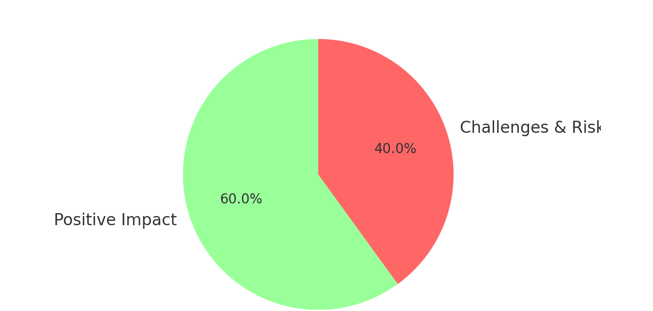 Challenges & Risk
40.0%
60.0%
Positive Impact